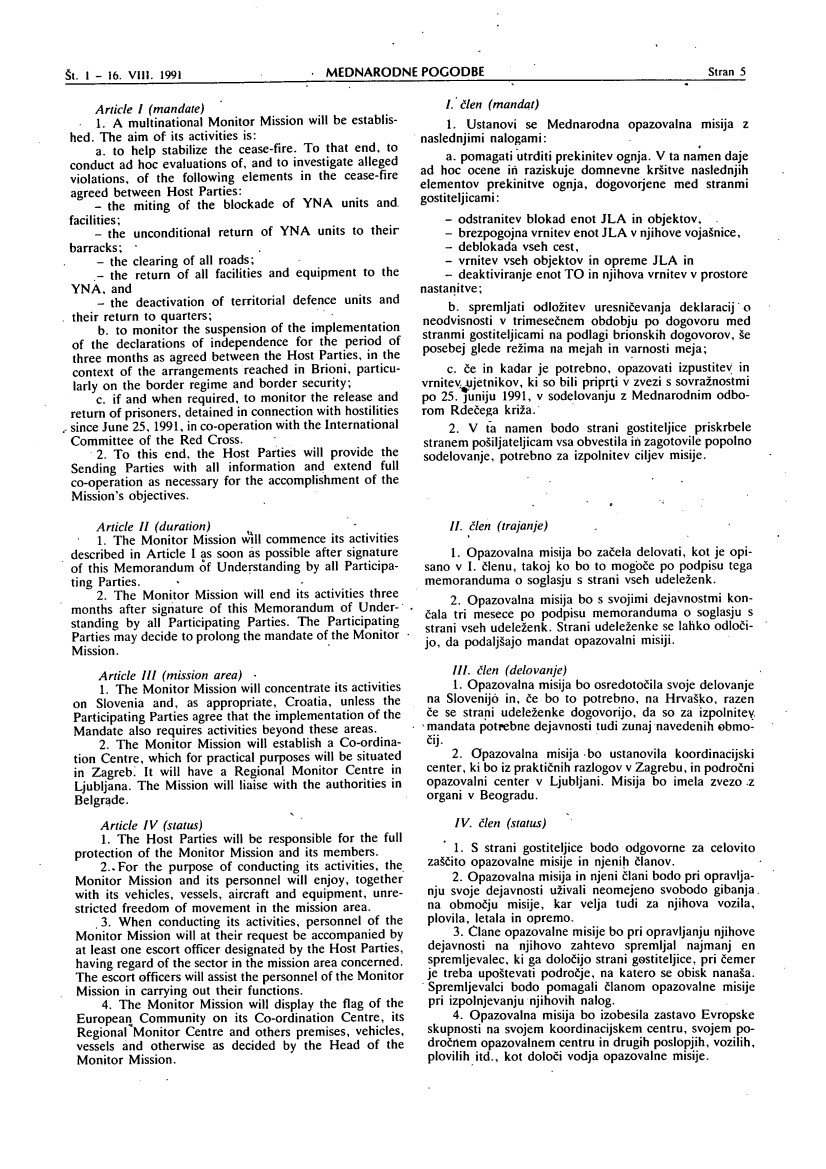 Št. 1 – 16. VIII. 1991
MEDNARODNE POGODBE
Stran 5
Article I (mandate)
1. A multinational Monitor Mission will be establis-
hed. The aim of its activities is:
a. to help stabilize the cease-fire. To that end, to
conduct ad hoc evaluations of, and to investigate alleged
violations, of the following elements in the cease-fire
agreed between Host Parties:
– the miting of the blockade of YNA units and
facilities;
– the unconditional return of YNA units to their
barracks;
– the clearing of all roads;
– the return of all facilities and equipment to the
YNA, and
– the deactivation of territorial defence units and
their return to quarters;
b. to monitor the suspension of the implementation
of the declarations of independence for the period of
three months as agreed between the Host Parties, in the
context of the arrangements reached in Brioni, particu-
larly on the border regime and border security;
c. if and when required, to monitor the release and
return of prisoners, detained in connection with hostilities
since June 25, 1991, in co-operation with the International
Committee of the Red Cross.
2. To this end, the Host Parties will provide the
Sending Parties with all information and extend full
co-operation as necessary for the accomplishment of the
Mission's objectives.
Article II (duration)
1. The Monitor Mission will commence its activities
described in Article I as soon as possible after signature
of this Memorandum of Understanding by all Participa-
ting Parties.
2. The Monitor Mission will end its activities three
months after signature of this Memorandum of Under-
standing by all Participating Parties. The Participating
Parties may decide to prolong the mandate of the Monitor
Mission.
Article III (mission area)
1. The Monitor Mission will concentrate its activities
on Slovenia and, as appropriate, Croatia, unless the
Participating Parties agree that the implementation of the
Mandate also requires activities beyond these areas.
2. The Monitor Mission will establish a Co-ordina-
tion Centre, which for practical purposes will be situated
in Zagreb. It will have a Regional Monitor Centre in
Ljubljana. The Mission will liaise with the authorities in
Belgrade.
Article IV (status)
1. The Host Parties will be responsible for the full
protection of the Monitor Mission and its members.
2. For the purpose of conducting its activities, the
Monitor Mission and its personnel will enjoy, together
with its vehicles, vessels, aircraft and equipment, unre-
stricted freedom of movement in the mission area.
3. When conducting its activities, personnel of the
Monitor Mission will at their request be accompanied by
at least one escort officer designated by the Host Parties,
having regard of the sector in the mission area concerned.
The escort officers will assist the personnel of the Monitor
Mission in carrying out their functions.
4. The Monitor Mission will display the flag of the
European Community on its Co-ordination Centre, its
Regional Monitor Centre and others premises, vehicles,
vessels and otherwise as decided by the Head of the
Monitor Mission.
I. člen (mandat)
1. Ustanovi se Mednarodna opazovalna misija z
naslednjimi nalogami:
a. pomagati utrditi prekinitev ognja. V ta namen daje
ad hoc ocene in raziskuje domnevne kršitve naslednjih
elementov prekinitve ognja, dogovorjene med stranmi
gostiteljicami:
– odstranitev blokad enot JLA in objektov,
– brezpogojna vrnitev enot JLA v njihove vojašnice,
– deblokada vseh cest,
– vrnitev vseh objektov in opreme JLA in
– deaktiviranje enot TO in njihova vrnitev v prostore
nastanitve;
b. spremljati odložitev uresničevanja deklaracij o
neodvisnosti v trimesečnem obdobju po dogovoru med
stranmi gostiteljicami na podlagi brionskih dogovorov, še
posebej glede režima na mejah in varnosti meja;
c. če in kadar je potrebno, opazovati izpustitev in
vrnitev ujetnikov, ki so bili priprti v zvezi s sovražnostmi
po 25. juniju 1991, v sodelovanju z Mednarodnim odbo-
rom Rdečega križa.
2. V ta namen bodo strani gostiteljice priskrbele
stranem pošiljateljicam vsa obvestila in zagotovile popolno
sodelovanje, potrebno za izpolnitev ciljev misije.
II. člen (trajanje)
1. Opazovalna misija bo začela delovati, kot je opi-
sano v I. členu, takoj ko bo to mogoče po podpisu tega
memoranduma o soglasju s strani vseh udeleženk.
2. Opazovalna misija bo s svojimi dejavnostmi kon-
čala tri mesece po podpisu memoranduma o soglasju s
strani vseh udeleženk. Strani udeleženke se lahko odloči-
jo, da podaljšajo mandat opazovalni misiji.
III. člen (delovanje)
1. Opazovalna misija bo osredotočila svoje delovanje
na Slovenijo in, če bo to potrebno, na Hrvaško, razen
če se strani udeleženke dogovorijo, da so za izpolnitev
mandata potrebne dejavnosti tudi zunaj navedenih obmo-
čij.
2. Opazovalna misija bo ustanovila koordinacijski
center, ki bo iz praktičnih razlogov v Zagrebu, in področni
opazovalni center v Ljubljani. Misija bo imela zvezo z
organi v Beogradu.
IV. člen (status)
1. S strani gostiteljice bodo odgovorne za celovito
zaščito opazovalne misije in njenih članov.
2. Opazovalna misija in njeni člani bodo pri opravlja-
nju svoje dejavnosti uživali neomejeno svobodo gibanja
na območju misije, kar velja tudi za njihova vozila,
plovila, letala in opremo.
3. Člane opazovalne misije bo pri opravljanju njihove
dejavnosti na njihovo zahtevo spremljal najmanj en
spremljevalec, ki ga določijo strani gostiteljice, pri čemer
je treba upoštevati področje, na katero se obisk nanaša.
Spremljevalci bodo pomagali članom opazovalne misije
pri izpolnjevanju njihovih nalog.
4. Opazovalna misija bo izobesila zastavo Evropske
skupnosti na svojem koordinacijskem centru, svojem po-
dročnem opazovalnem centru in drugih poslopjih, vozilih,
plovilih itd., kot določi vodja opazovalne misije.